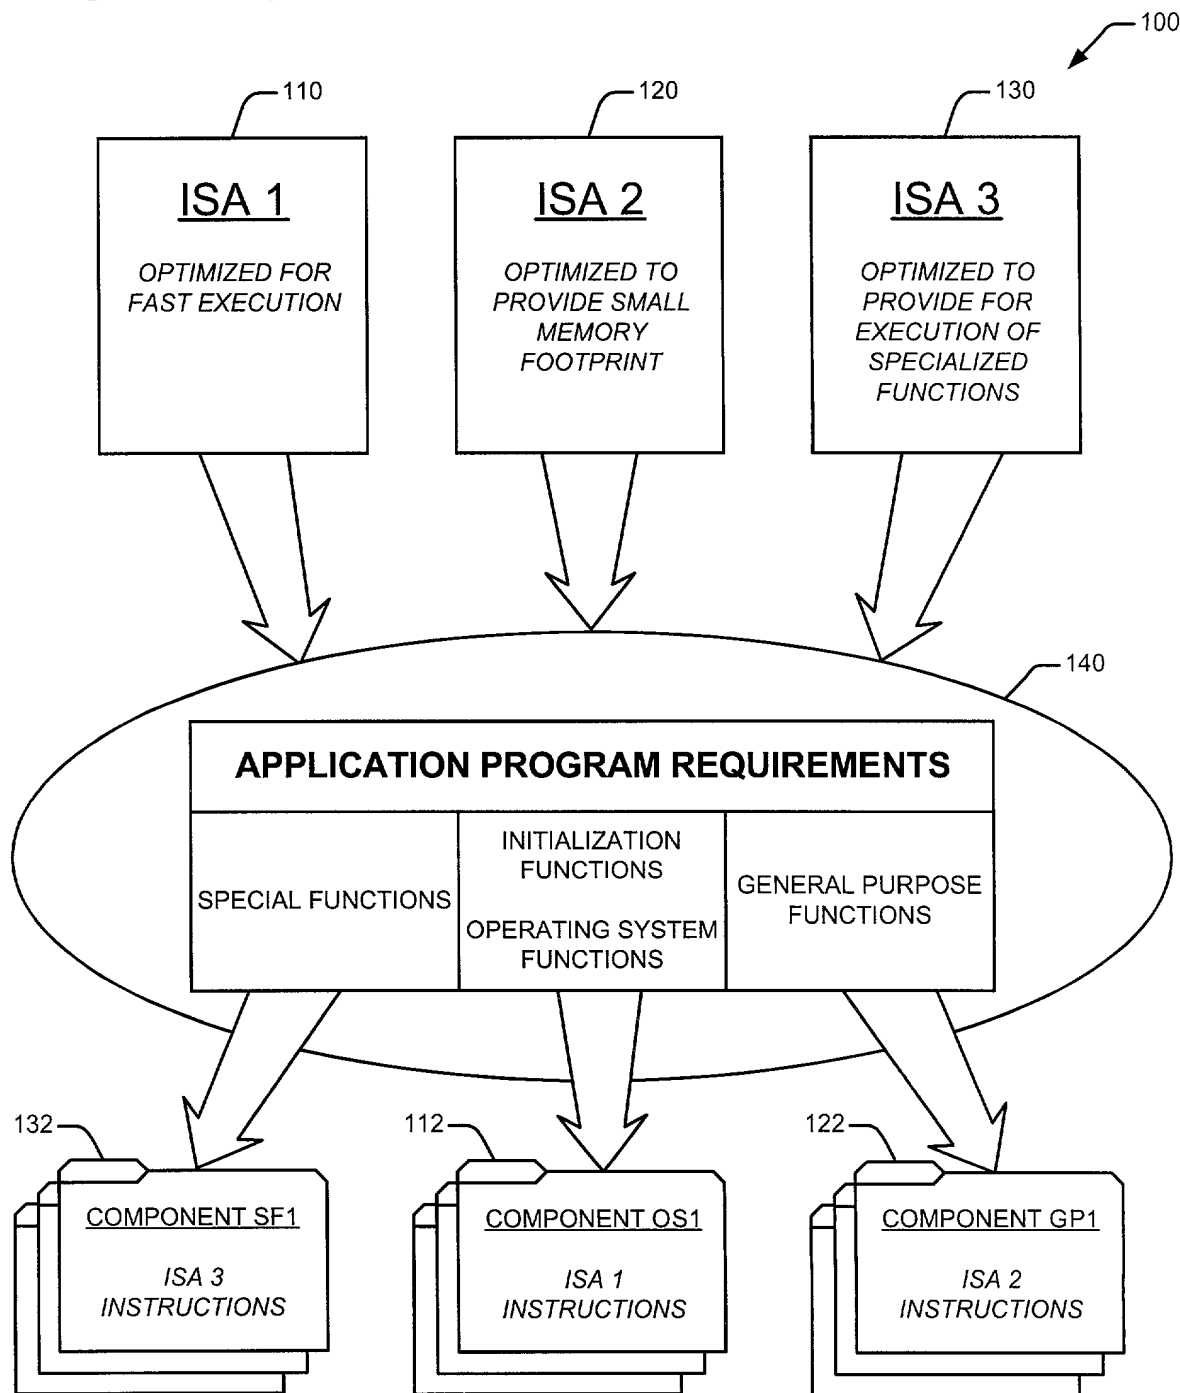 100
110
120
130
ISA 1
OPTIMIZED FOR
FAST EXECUTION
ISA 2
OPTIMIZED TO
PROVIDE SMALL
MEMORY
FOOTPRINT
ISA 3
OPTIMIZED TO
PROVIDE FOR
EXECUTION OF
SPECIALIZED
FUNCTIONS
140
APPLICATION PROGRAM REQUIREMENTS
SPECIAL FUNCTIONS
INITIALIZATION
FUNCTIONS
OPERATING SYSTEM
FUNCTIONS
GENERAL PURPOSE
FUNCTIONS
132
COMPONENT SF1
ISA 3
INSTRUCTIONS
112
COMPONENT OS1
ISA 1
INSTRUCTIONS
122
COMPONENT GP1
ISA 2
INSTRUCTIONS